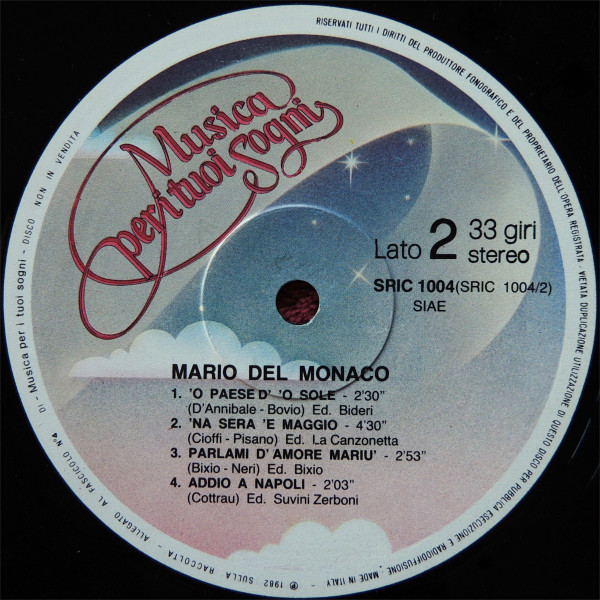 Musica
per i tuoi Sogni
Lato 2 33 giri
stereo
SRIC 1004 (SRIC 1004/2)
SIAE
MARIO DEL MONACO
1. 'O PAESE D' 'O SOLE - 2'30"
(D'Annibale - Bovio) Ed. Bideri
2. 'NA SERA 'E MAGGIO - 4'30"
(Cioffi - Pisano) Ed. La Canzonetta
3. PARLAMI D'AMORE MARIU' - 2'53"
(Bixio - Neri) Ed. Bixio
4. ADDIO A NAPOLI - 2'03"
(Cottrau) Ed. Suvini Zerboni
RISERVATI TUTTI I DIRITTI DEL PRODUTTORE FONOGRAFICO E DEL PROPRIETARIO DELL'OPERA REGISTRATA - VIETATA DUPLICAZIONE UTILIZZAZIONE DI QUESTO DISCO PER PUBBLICA ESECUZIONE E RADIODIFFUSIONE - MADE IN ITALY
℗ 1982 SULLA RACCOLTA - ALLEGATO AL FASCICOLO N°4 DI - Musica per i tuoi sogni - DISCO NON IN VENDITA